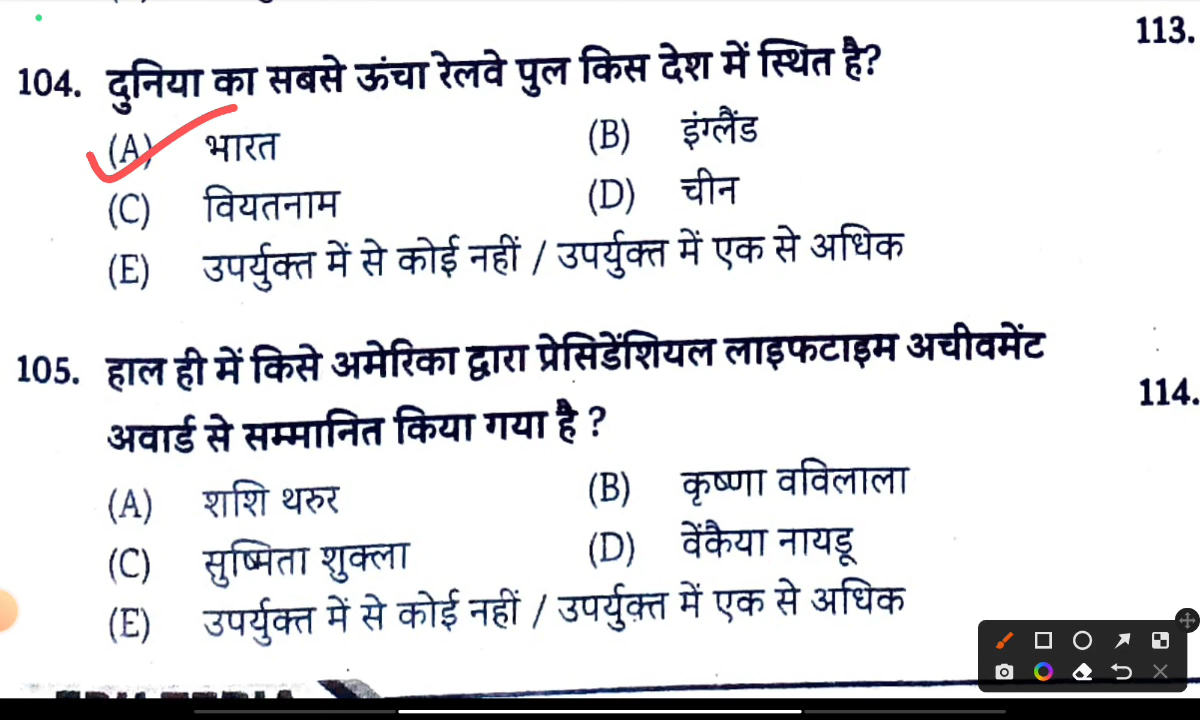 113.
104. दुनिया का सबसे ऊंचा रेलवे पुल किस देश में स्थित है?
(A) भारत (B) इंग्लैंड
(C) वियतनाम (D) चीन
(E) उपर्युक्त में से कोई नहीं / उपर्युक्त में एक से अधिक
105. हाल ही में किसे अमेरिका द्वारा प्रेसिडेंशियल लाइफटाइम अचीवमेंट
114.
अवार्ड से सम्मानित किया गया है ?
(A) शशि थरुर (B) कृष्णा वविलाला
(C) सुष्मिता शुक्ला (D) वेंकैया नायडू
(E) उपर्युक्त में से कोई नहीं / उपर्युक्त में एक से अधिक